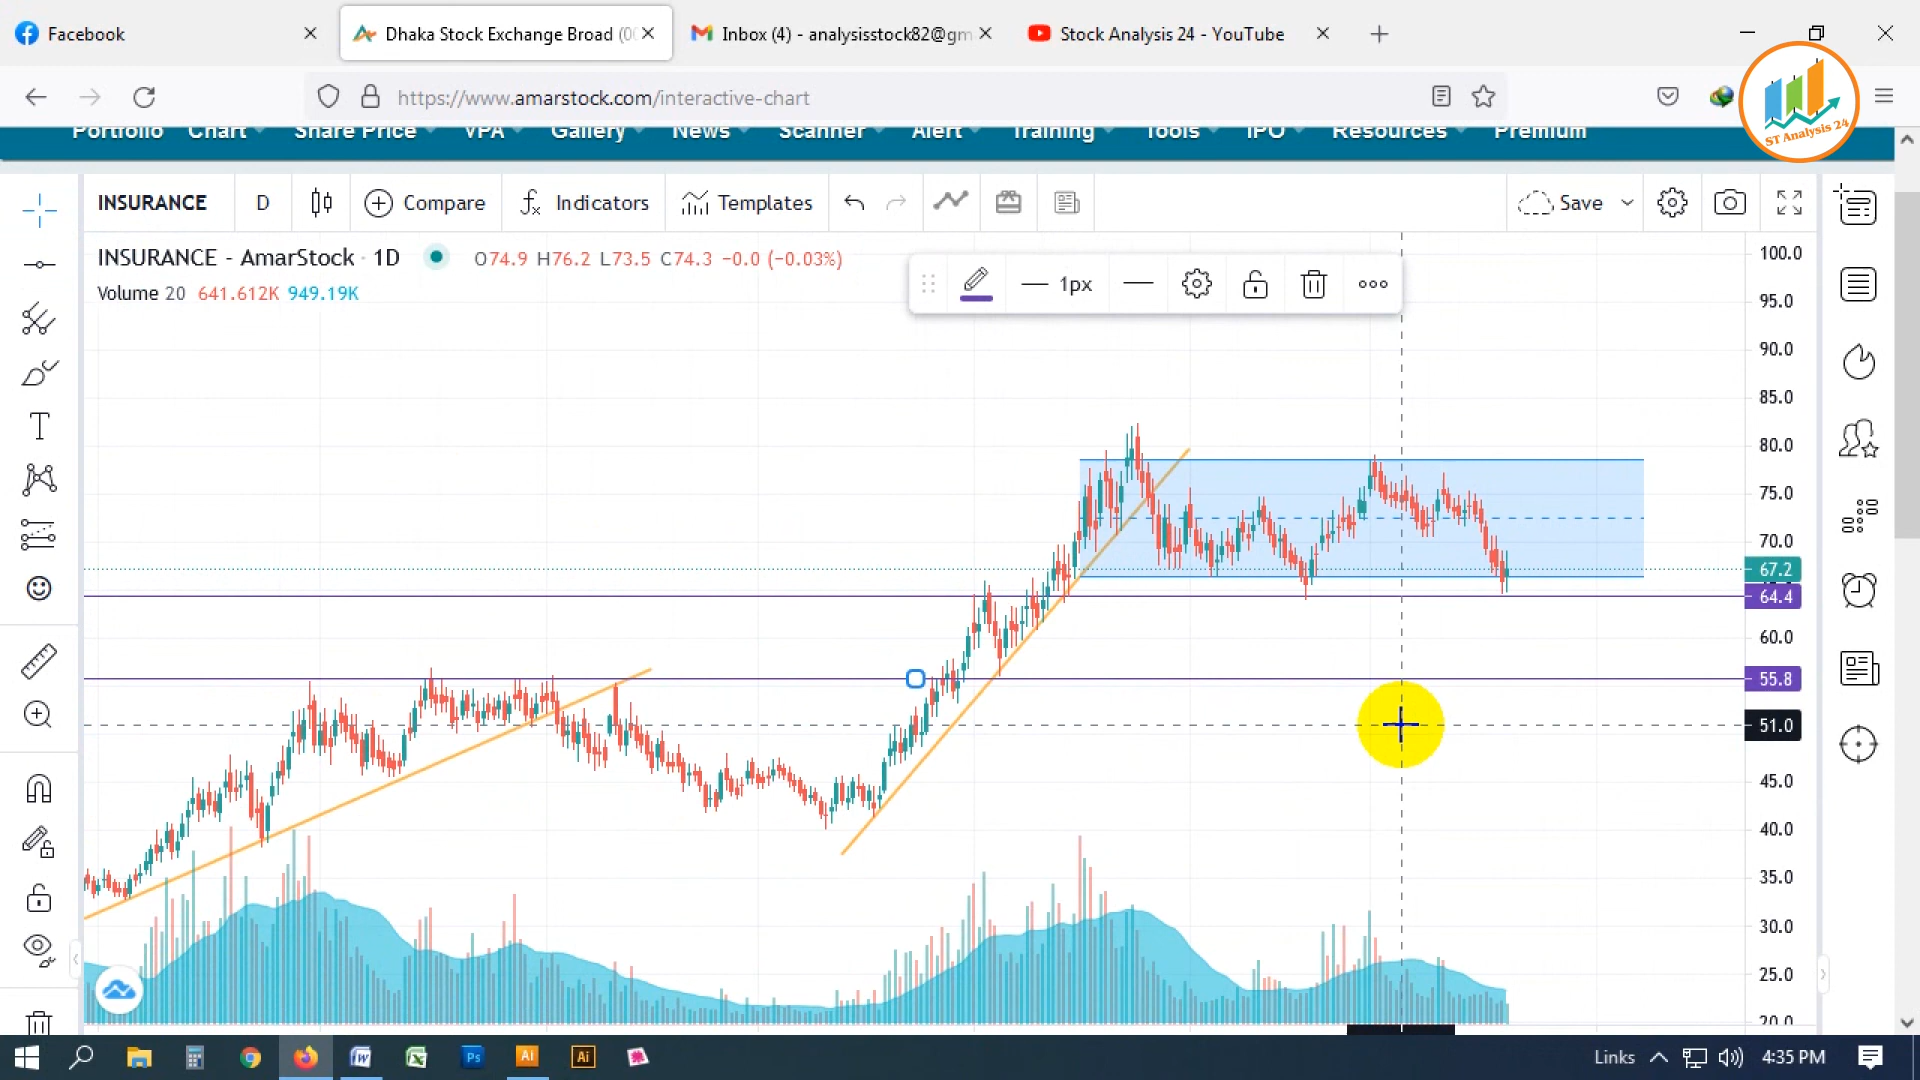 Facebook
Dhaka Stock Exchange Broad (00
Inbox (4) - analysisstock82@gm
Stock Analysis 24 - YouTube
https://www.amarstock.com/interactive-chart
ST Analysis 24
Portfolio Chart Share Price VPA Gallery News Scanner Alert Training Tools IPO Resources Premium
INSURANCE D Compare Indicators Templates Save
INSURANCE - AmarStock · 1D O74.9 H76.2 L73.5 C74.3 −0.0 (−0.03%)
Volume 20 641.612K 949.19K
1px
100.0
95.0
90.0
85.0
80.0
75.0
70.0
67.2
64.4
60.0
55.8
51.0
45.0
40.0
35.0
30.0
25.0
20.0
Links 4:35 PM